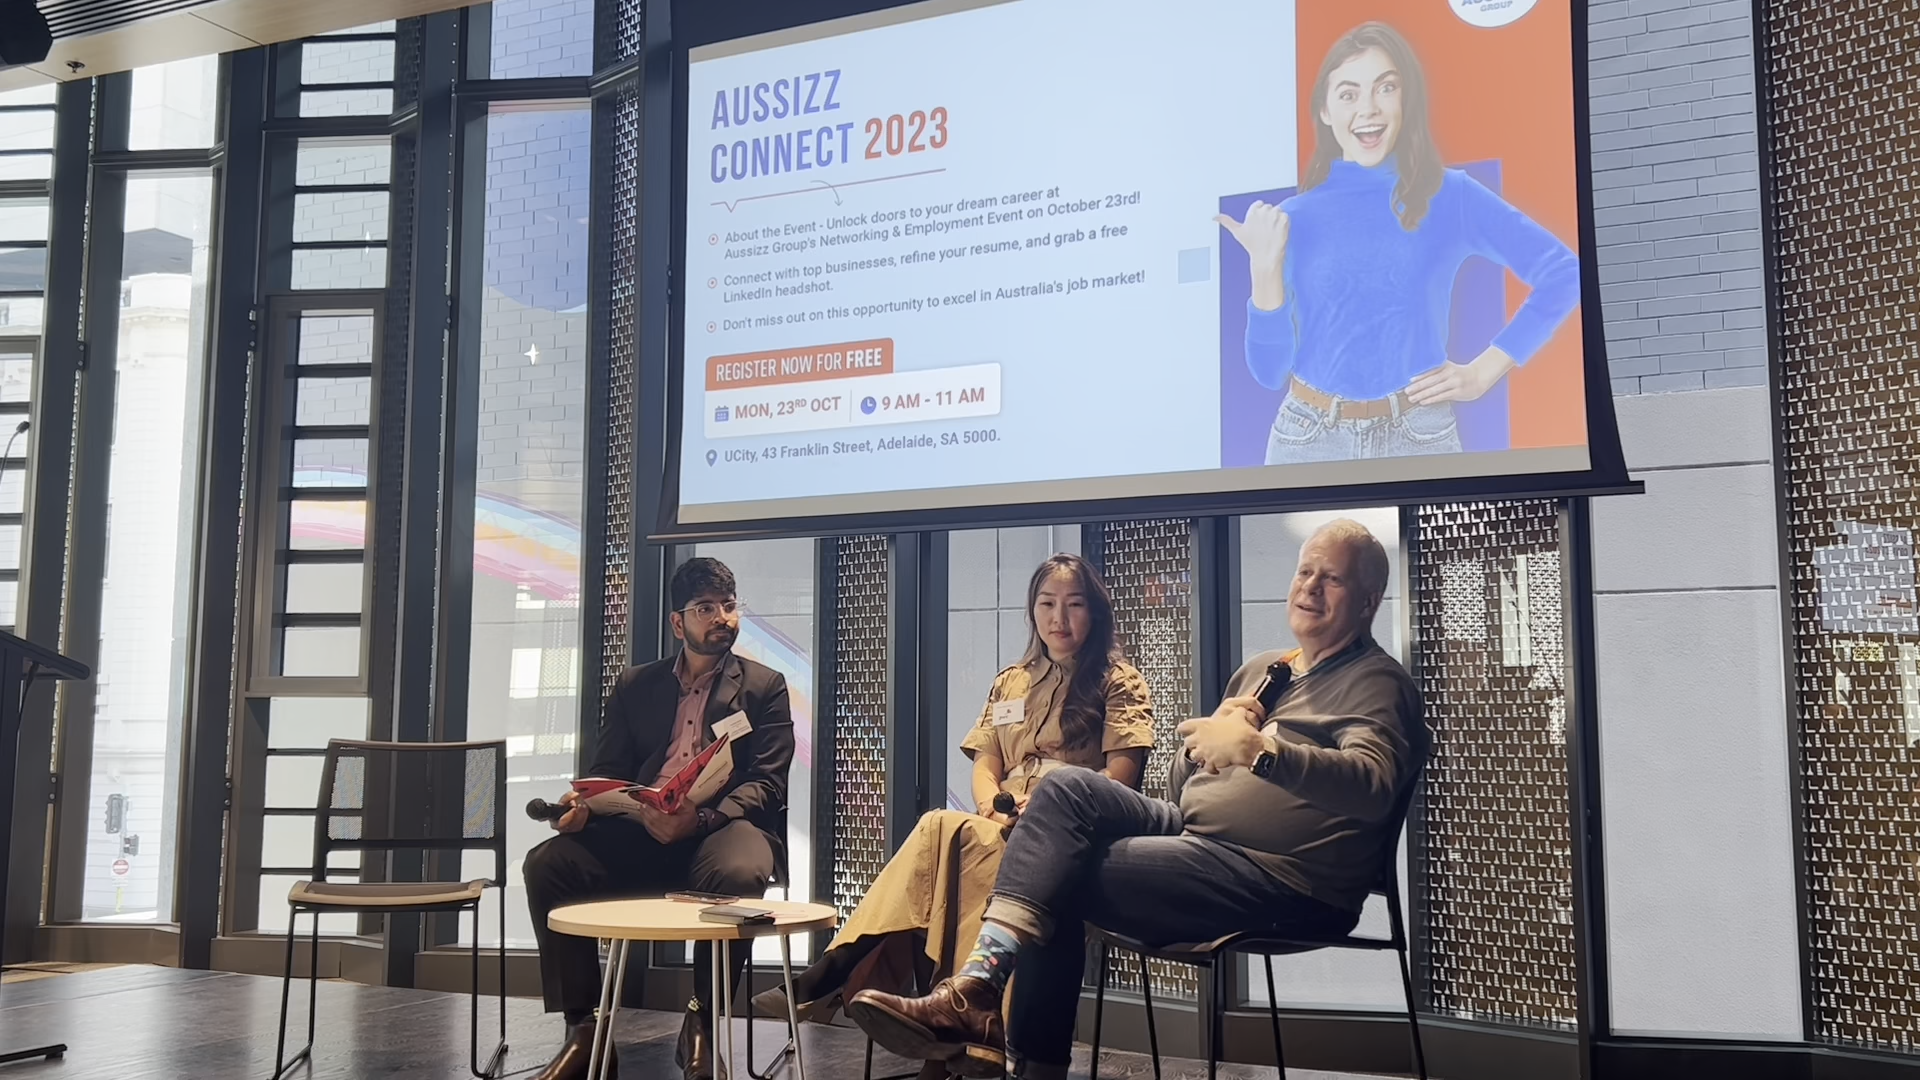 GROUP
AUSSIZZ
CONNECT 2023
About the Event - Unlock doors to your dream career at
Aussizz Group's Networking & Employment Event on October 23rd!
Connect with top businesses, refine your resume, and grab a free
LinkedIn headshot.
Don't miss out on this opportunity to excel in Australia's job market!
REGISTER NOW FOR FREE
MON, 23RD OCT | 9 AM - 11 AM
UCity, 43 Franklin Street, Adelaide, SA 5000.